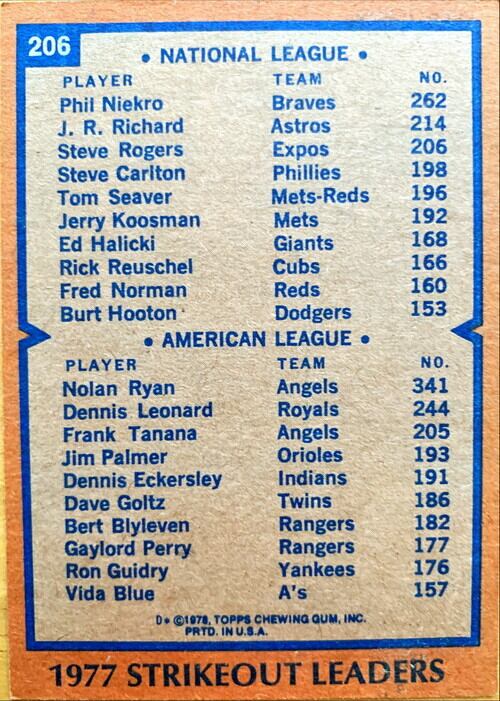 206
• NATIONAL LEAGUE •
PLAYER TEAM NO.
Phil Niekro Braves 262
J. R. Richard Astros 214
Steve Rogers Expos 206
Steve Carlton Phillies 198
Tom Seaver Mets-Reds 196
Jerry Koosman Mets 192
Ed Halicki Giants 168
Rick Reuschel Cubs 166
Fred Norman Reds 160
Burt Hooton Dodgers 153
• AMERICAN LEAGUE •
PLAYER TEAM NO.
Nolan Ryan Angels 341
Dennis Leonard Royals 244
Frank Tanana Angels 205
Jim Palmer Orioles 193
Dennis Eckersley Indians 191
Dave Goltz Twins 186
Bert Blyleven Rangers 182
Gaylord Perry Rangers 177
Ron Guidry Yankees 176
Vida Blue A's 157
D* ©1978, TOPPS CHEWING GUM, INC.
PRTD. IN U.S.A.
1977 STRIKEOUT LEADERS